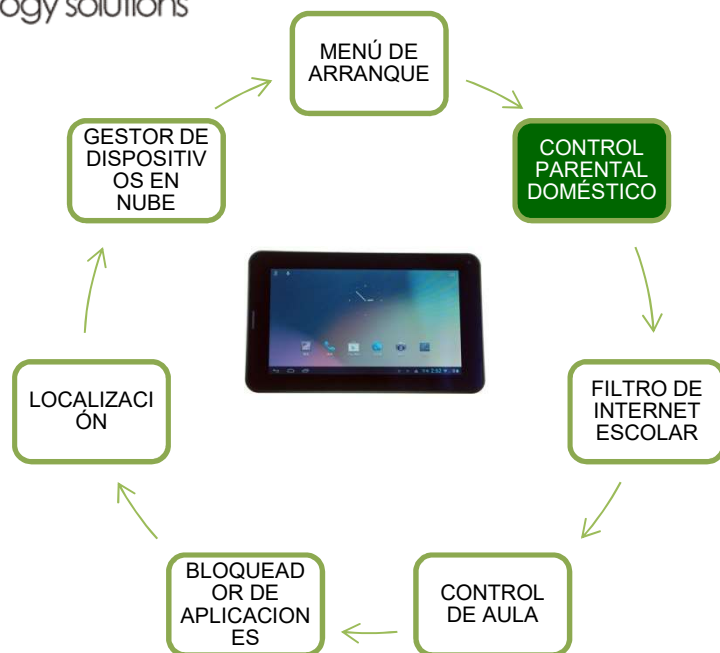 ogy solutions
MENÚ DE
ARRANQUE
CONTROL
PARENTAL
DOMÉSTICO
FILTRO DE
INTERNET
ESCOLAR
CONTROL
DE AULA
BLOQUEAD
OR DE
APLICACION
ES
LOCALIZACI
ÓN
GESTOR DE
DISPOSITIV
OS EN
NUBE